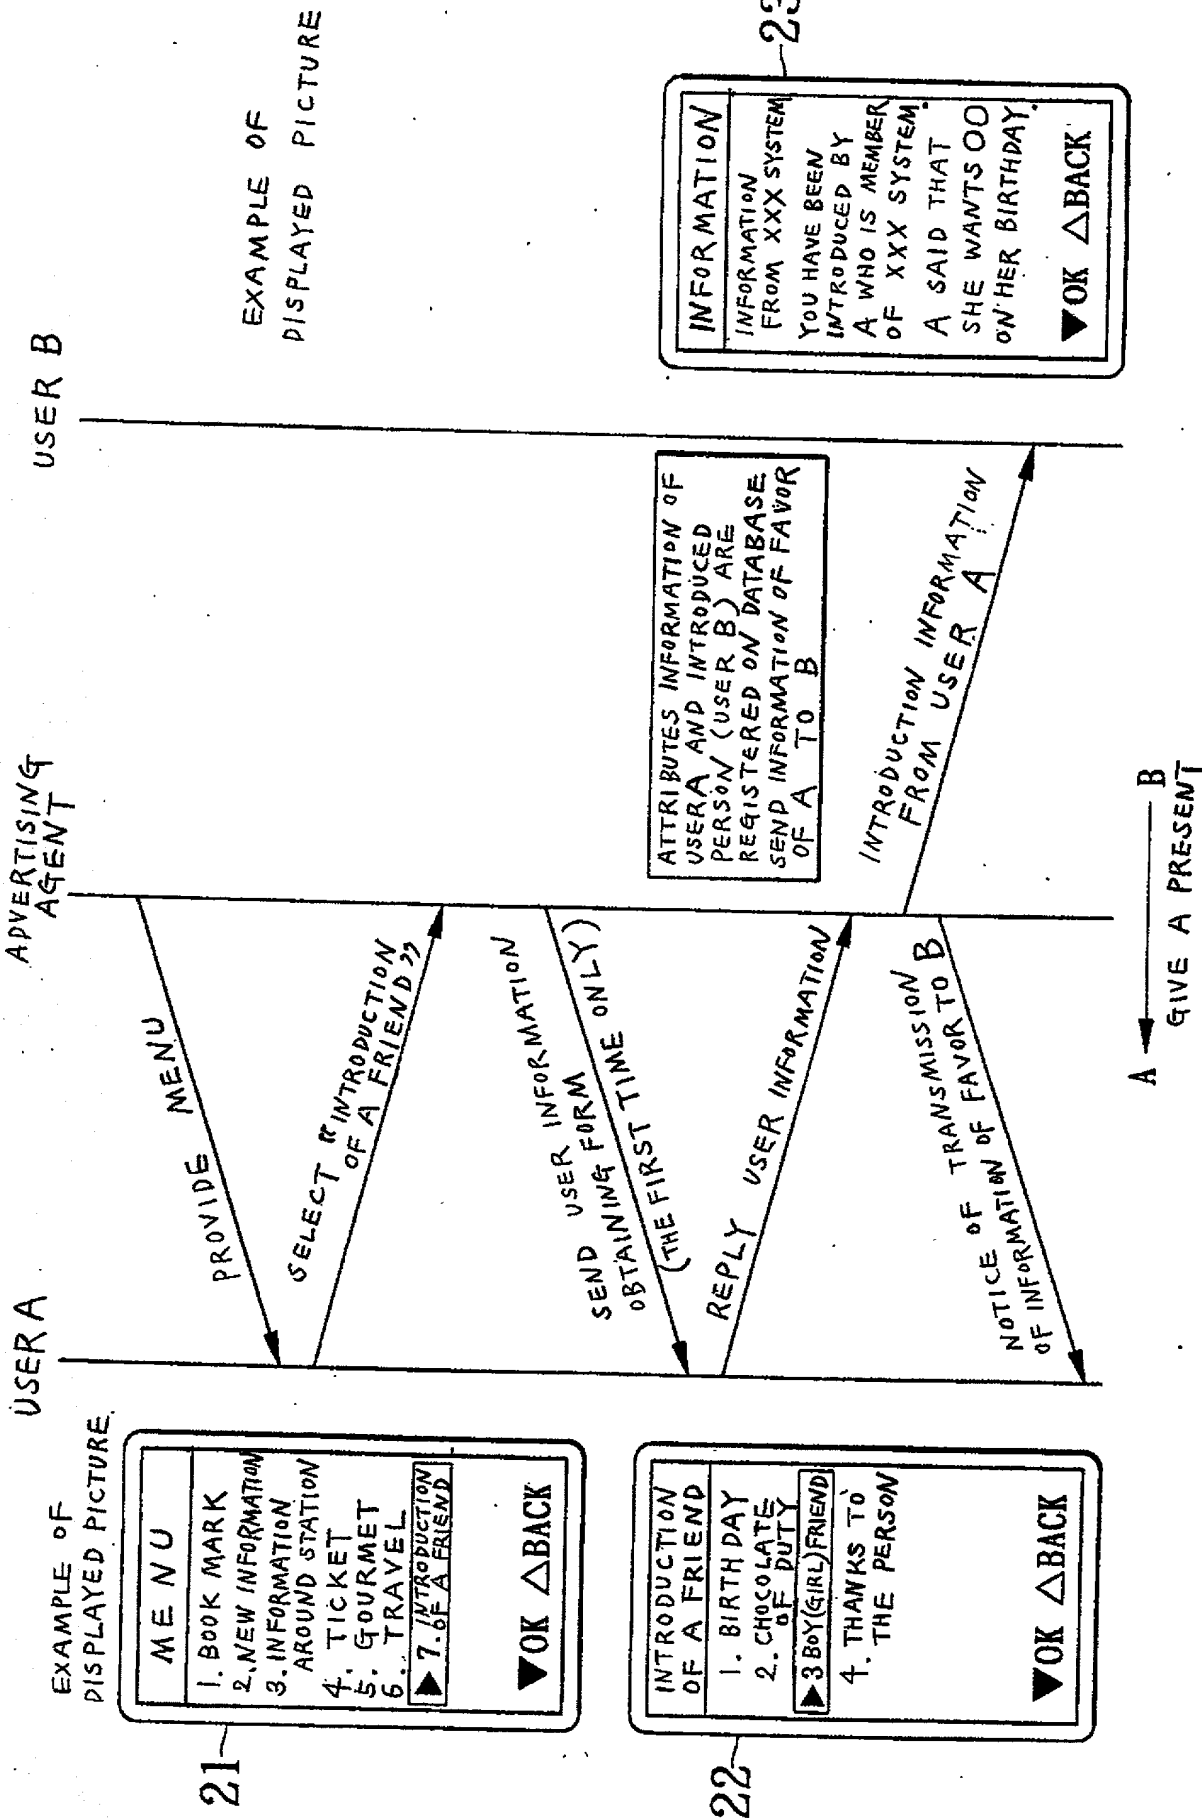 EXAMPLE OF
DISPLAYED PICTURE
USER A
ADVERTISING
AGENT
USER B
EXAMPLE OF
DISPLAYED PICTURE
21
MENU
1. BOOK MARK
2. NEW INFORMATION
3. INFORMATION
AROUND STATION
4. TICKET
5. GOURMET
6. TRAVEL
▶ 7. INTRODUCTION
OF A FRIEND
▼OK △BACK
PROVIDE MENU
SELECT "INTRODUCTION
OF A FRIEND"
22
INTRODUCTION
OF A FRIEND
1. BIRTHDAY
2. CHOCOLATE
OF DUTY
▶ 3 BOY(GIRL)FRIEND
4. THANKS TO
THE PERSON
▼OK △BACK
SEND USER INFORMATION
OBTAINING FORM
(THE FIRST TIME ONLY)
REPLY USER INFORMATION
ATTRIBUTES INFORMATION OF
USER A AND INTRODUCED
PERSON (USER B) ARE
REGISTERED ON DATABASE
SEND INFORMATION OF FAVOR
OF A TO B
INTRODUCTION INFORMATION
FROM USER A
NOTICE OF TRANSMISSION
OF INFORMATION OF FAVOR TO B
23
INFORMATION
INFORMATION
FROM XXX SYSTEM
YOU HAVE BEEN
INTRODUCED BY
A WHO IS MEMBER
OF XXX SYSTEM.
A SAID THAT
SHE WANTS OO
ON HER BIRTHDAY.
▼OK △BACK
A B
GIVE A PRESENT